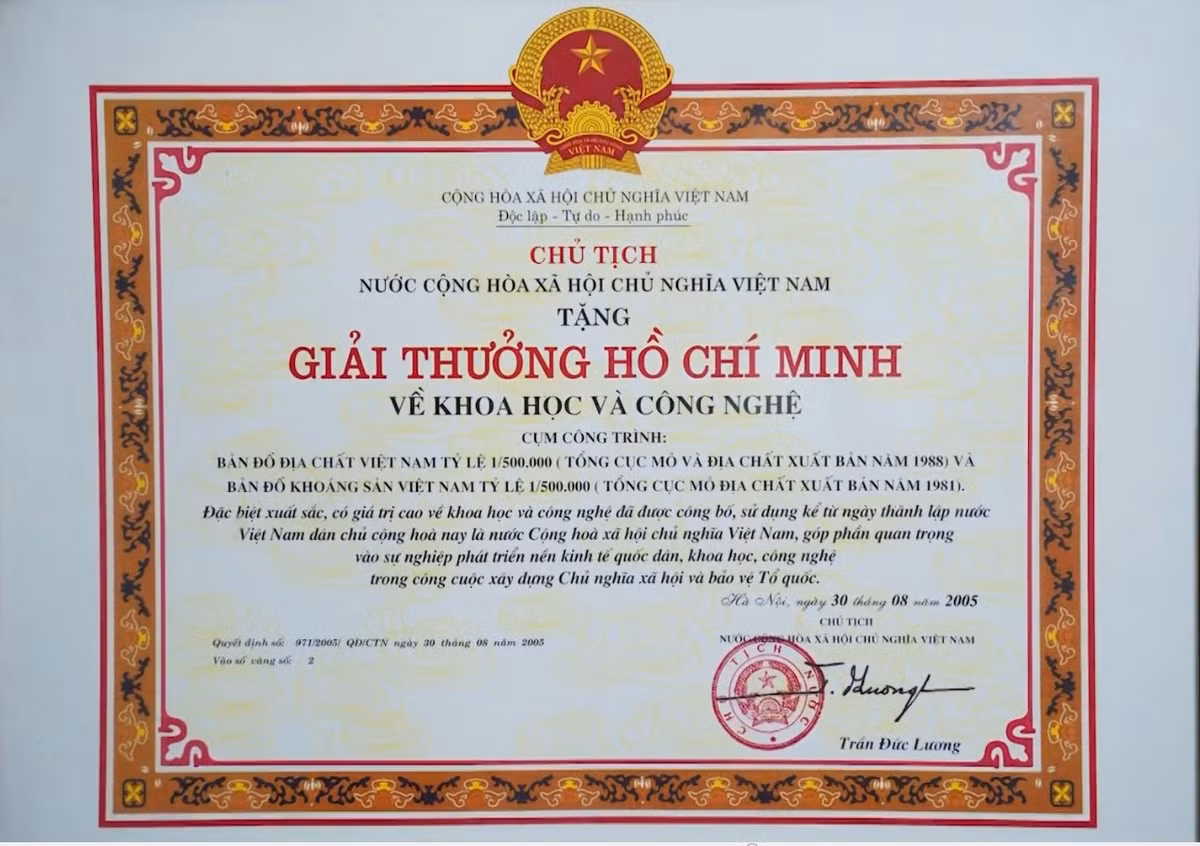 VIỆT NAM
CỘNG HÒA XÃ HỘI CHỦ NGHĨA VIỆT NAM
Độc lập - Tự do - Hạnh phúc
CHỦ TỊCH
NƯỚC CỘNG HÒA XÃ HỘI CHỦ NGHĨA VIỆT NAM
TẶNG
GIẢI THƯỞNG HỒ CHÍ MINH
VỀ KHOA HỌC VÀ CÔNG NGHỆ
CỤM CÔNG TRÌNH:
BẢN ĐỒ ĐỊA CHẤT VIỆT NAM TỶ LỆ 1/500.000 ( TỔNG CỤC MỎ VÀ ĐỊA CHẤT XUẤT BẢN NĂM 1988) VÀ
BẢN ĐỒ KHOÁNG SẢN VIỆT NAM TỶ LỆ 1/500.000 ( TỔNG CỤC MỎ ĐỊA CHẤT XUẤT BẢN NĂM 1981).
Đặc biệt xuất sắc, có giá trị cao về khoa học và công nghệ đã được công bố, sử dụng kể từ ngày thành lập nước
Việt Nam dân chủ cộng hoà nay là nước Cộng hoà xã hội chủ nghĩa Việt Nam, góp phần quan trọng
vào sự nghiệp phát triển nền kinh tế quốc dân, khoa học, công nghệ
trong công cuộc xây dựng Chủ nghĩa xã hội và bảo vệ Tổ quốc.
Hà Nội, ngày 30 tháng 08 năm 2005
CHỦ TỊCH
NƯỚC CỘNG HÒA XÃ HỘI CHỦ NGHĨA VIỆT NAM
Quyết định số: 971/2005/ QĐ/CTN ngày 30 tháng 08 năm 2005
Vào sổ vàng số: 2
CHỦ TỊCH NƯỚC
T. Đ Lương
Trần Đức Lương